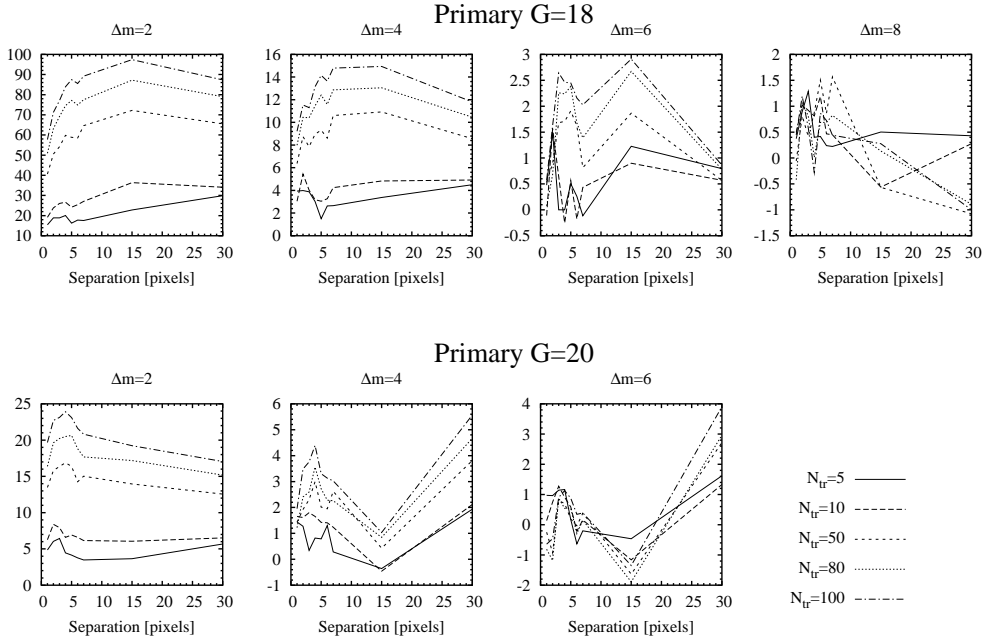 Primary G=18
Δm=2 Δm=4 Δm=6 Δm=8
100 16 3 2
90 14 2.5 1.5
80 12 2 1
70 10 1.5 0.5
60 8 1 0
50 6 0.5 -0.5
40 4 0 -1
30 2 -0.5 -1.5
20 0
10
0 5 10 15 20 25 30 0 5 10 15 20 25 30 0 5 10 15 20 25 30 0 5 10 15 20 25 30
Separation [pixels] Separation [pixels] Separation [pixels] Separation [pixels]
Primary G=20
Δm=2 Δm=4 Δm=6
25 6 4
20 5 3
15 4 2
10 3 1
5 2 0
0 1 -1
0 -2
-1
0 5 10 15 20 25 30 0 5 10 15 20 25 30 0 5 10 15 20 25 30
Separation [pixels] Separation [pixels] Separation [pixels]
N_tr=5
N_tr=10
N_tr=50
N_tr=80
N_tr=100